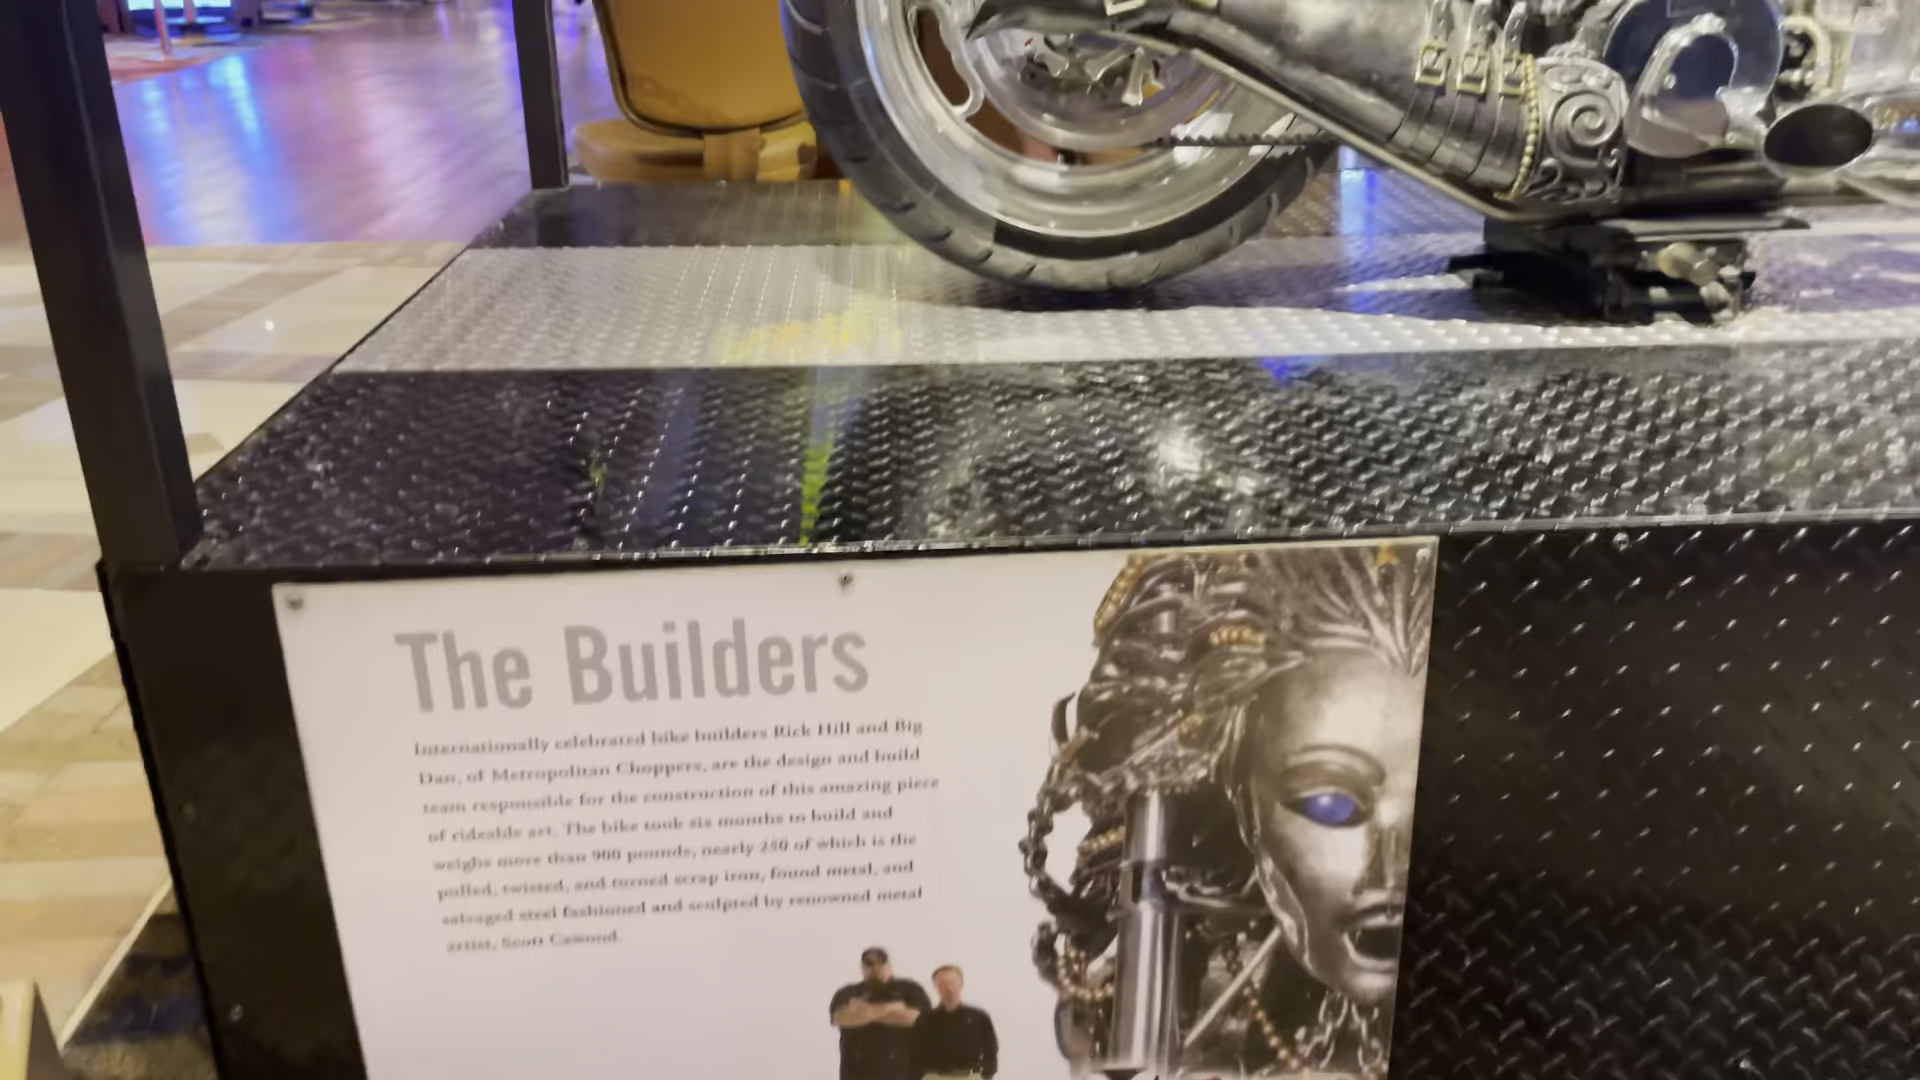 The Builders
Internationally celebrated bike builders Rick Hill and Big
Dan, of Metropolitan Choppers, are the design and build
team responsible for the construction of this amazing piece
of rideable art. The bike took six months to build and
weighs more than 900 pounds, nearly 250 of which is the
pulled, twisted, and turned scrap iron, found metal, and
salvaged steel fashioned and sculpted by renowned metal
artist, Scott Cawood.